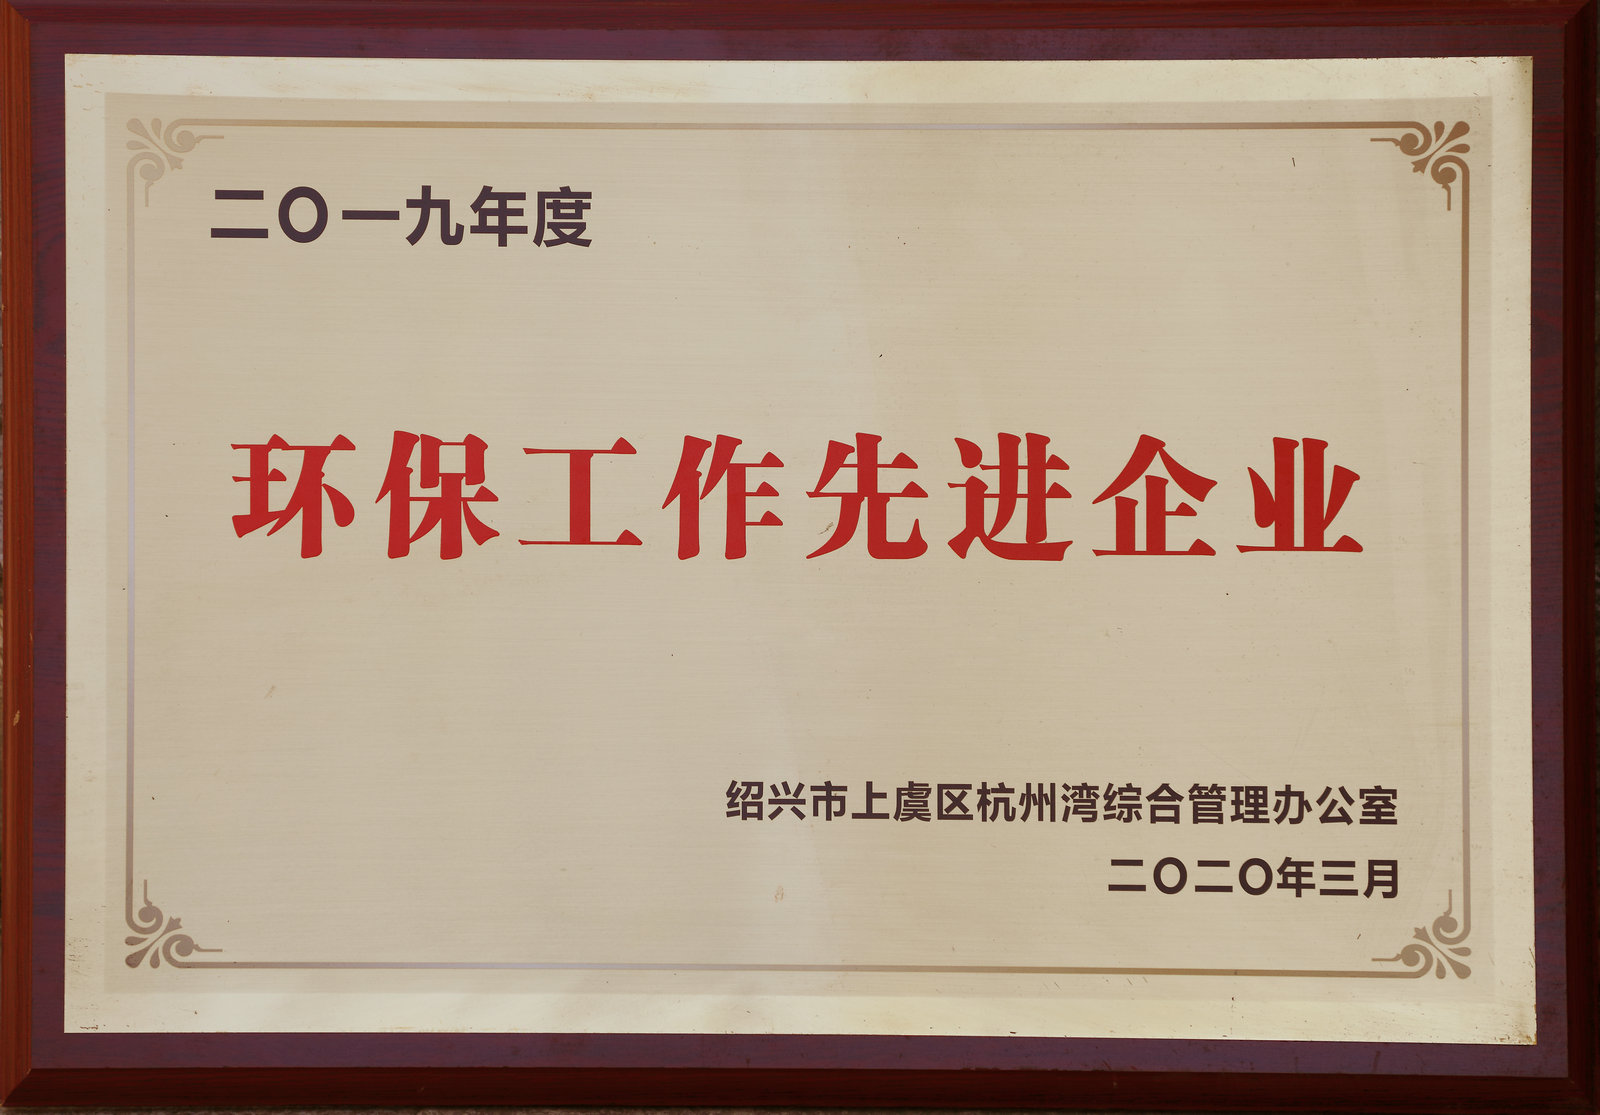 二〇一九年度
环保工作先进企业
绍兴市上虞区杭州湾综合管理办公室
二〇二〇年三月